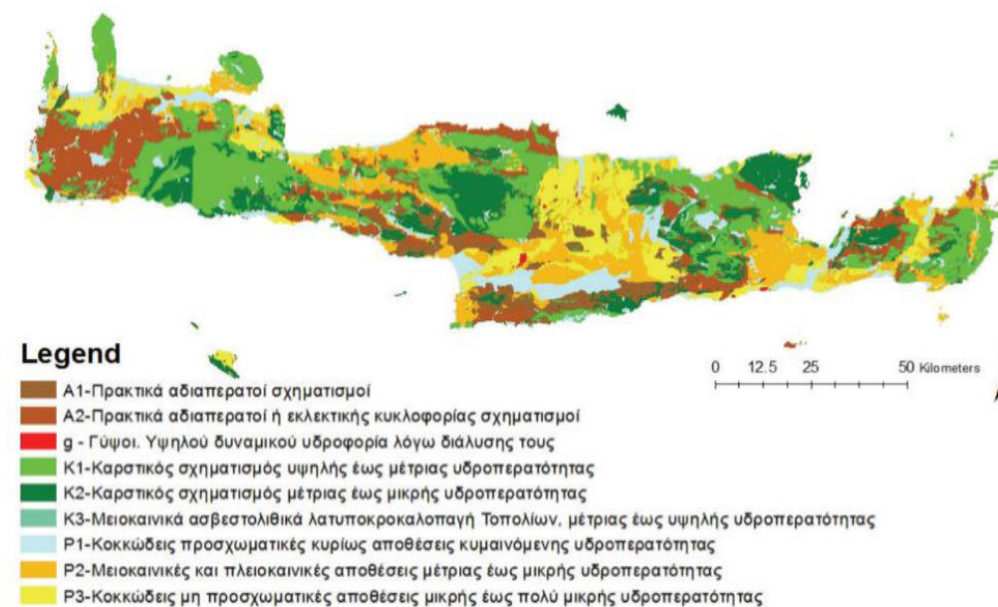 Legend
0 12.5 25 50 Kilometers
A1-Πρακτικά αδιαπερατοί σχηματισμοί
A2-Πρακτικά αδιαπερατοί ή εκλεκτικής κυκλοφορίας σχηματισμοί
g - Γύψοι. Υψηλού δυναμικού υδροφορία λόγω διάλυσης τους
K1-Καρστικός σχηματισμός υψηλής έως μέτριας υδροπερατότητας
K2-Καρστικός σχηματισμός μέτριας έως μικρής υδροπερατότητας
K3-Μειοκαινικά ασβεστολιθικά λατυποκροκαλοπαγή Τοπολίων, μέτριας έως υψηλής υδροπερατότητας
P1-Κοκκώδεις προσχωματικές κυρίως αποθέσεις κυμαινόμενης υδροπερατότητας
P2-Μειοκαινικές και πλειοκαινικές αποθέσεις μέτριας έως μικρής υδροπερατότητας
P3-Κοκκώδεις μη προσχωματικές αποθέσεις μικρής έως πολύ μικρής υδροπερατότητας